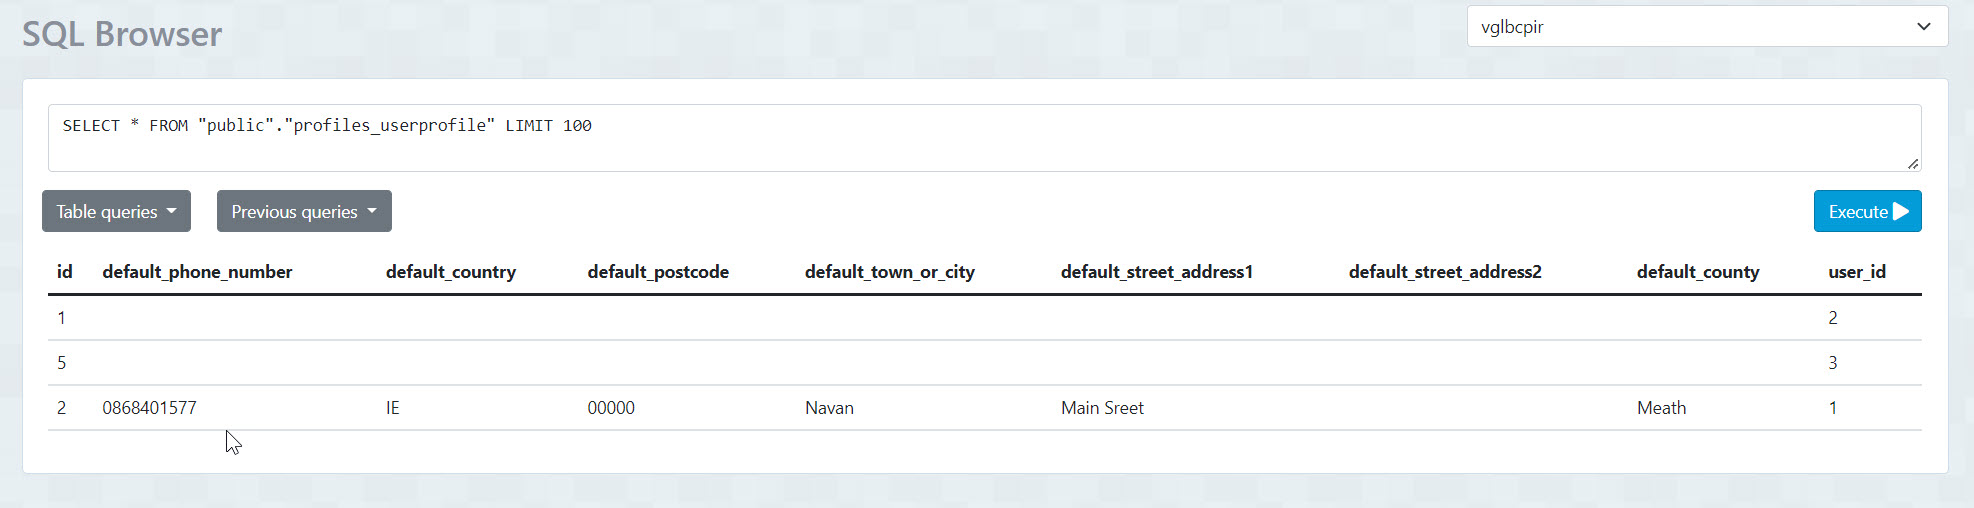 SQL Browser
vglbcpir
SELECT * FROM "public"."profiles_userprofile" LIMIT 100
Table queries Previous queries Execute
id default_phone_number default_country default_postcode default_town_or_city default_street_address1 default_street_address2 default_county user_id
1 2
5 3
2 0868401577 IE 00000 Navan Main Sreet Meath 1